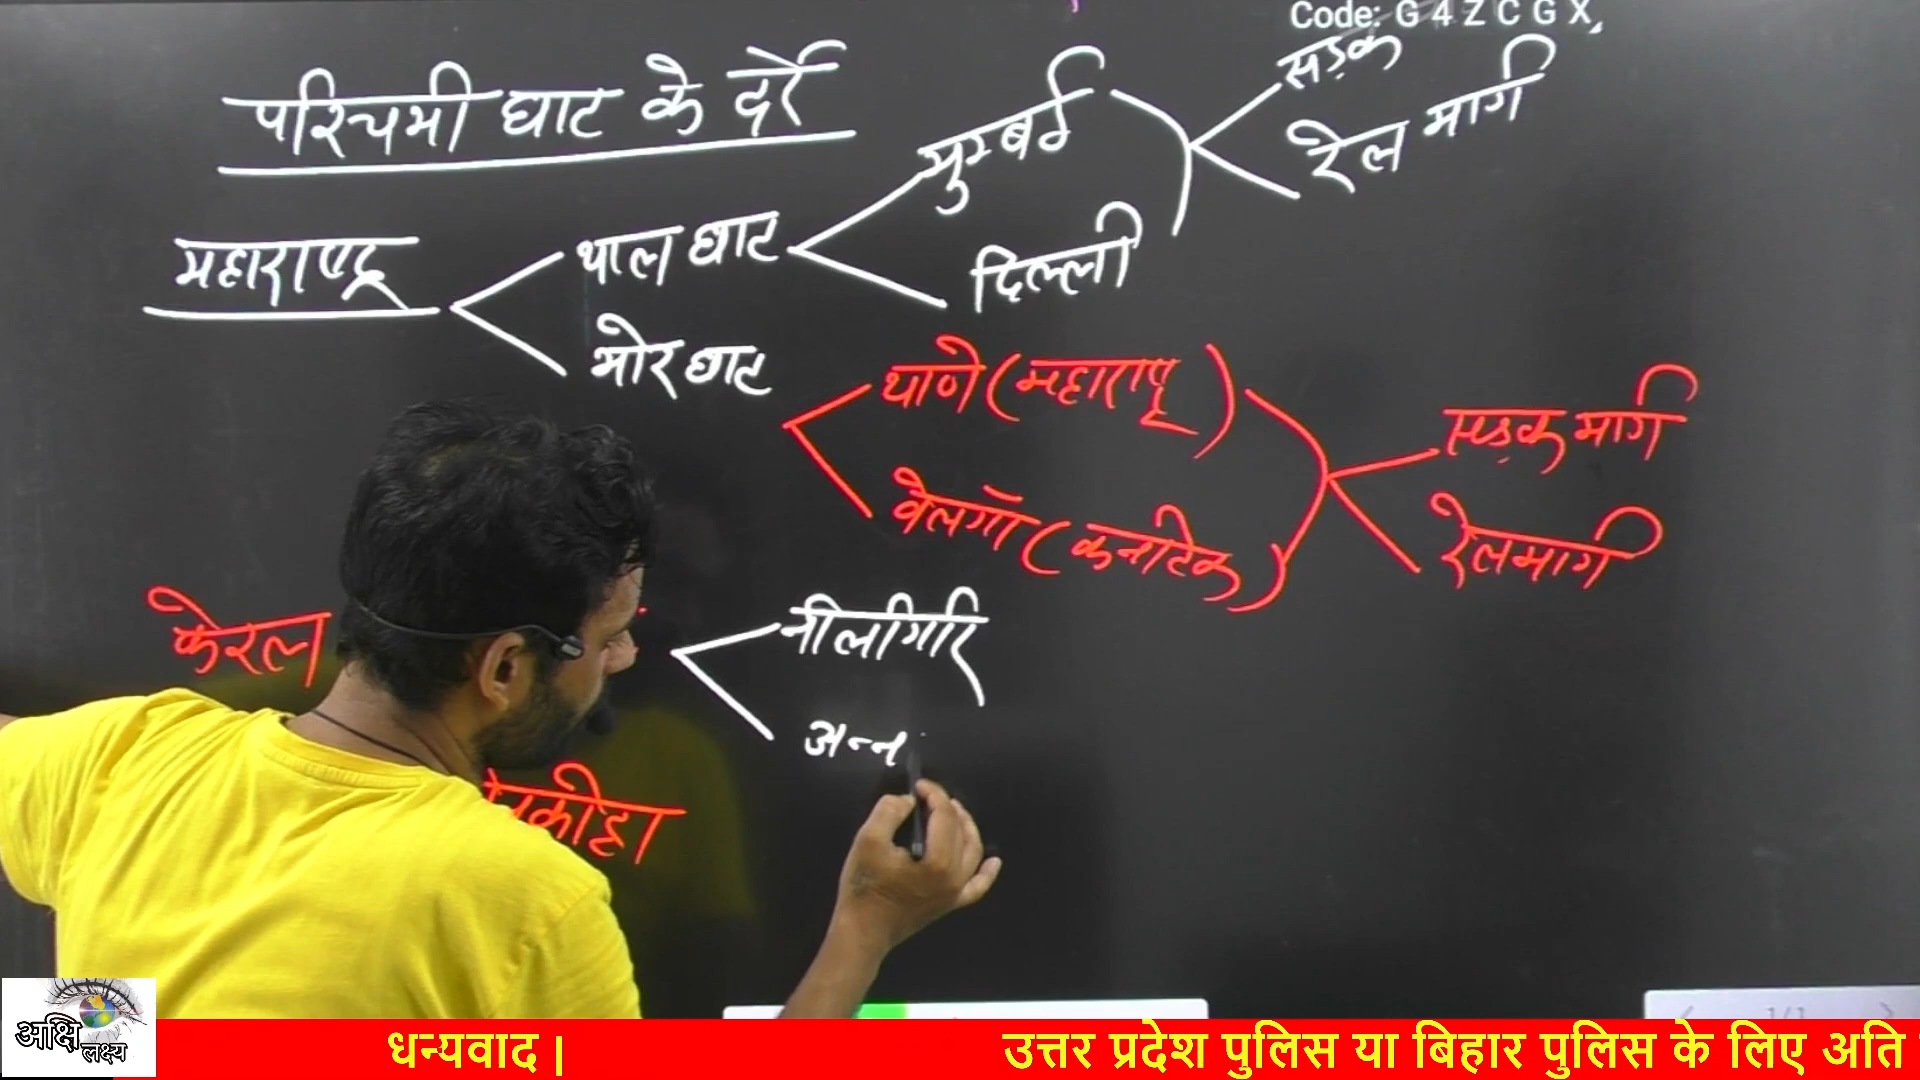 Code: G 4 Z C G X
पश्चिमी घाट के दर्रे
सड़क
रेल मार्ग
मुम्बई
दिल्ली
महाराष्ट्र
थाल घाट
भोर घाट
थाणे (महाराष्ट्र)
वेलगाँ (कर्नाटक)
सड़क मार्ग
रेलमार्ग
केरल
नीलगिरि
अन्न
अक्षि
लक्ष्य
धन्यवाद |
उत्तर प्रदेश पुलिस या बिहार पुलिस के लिए अति